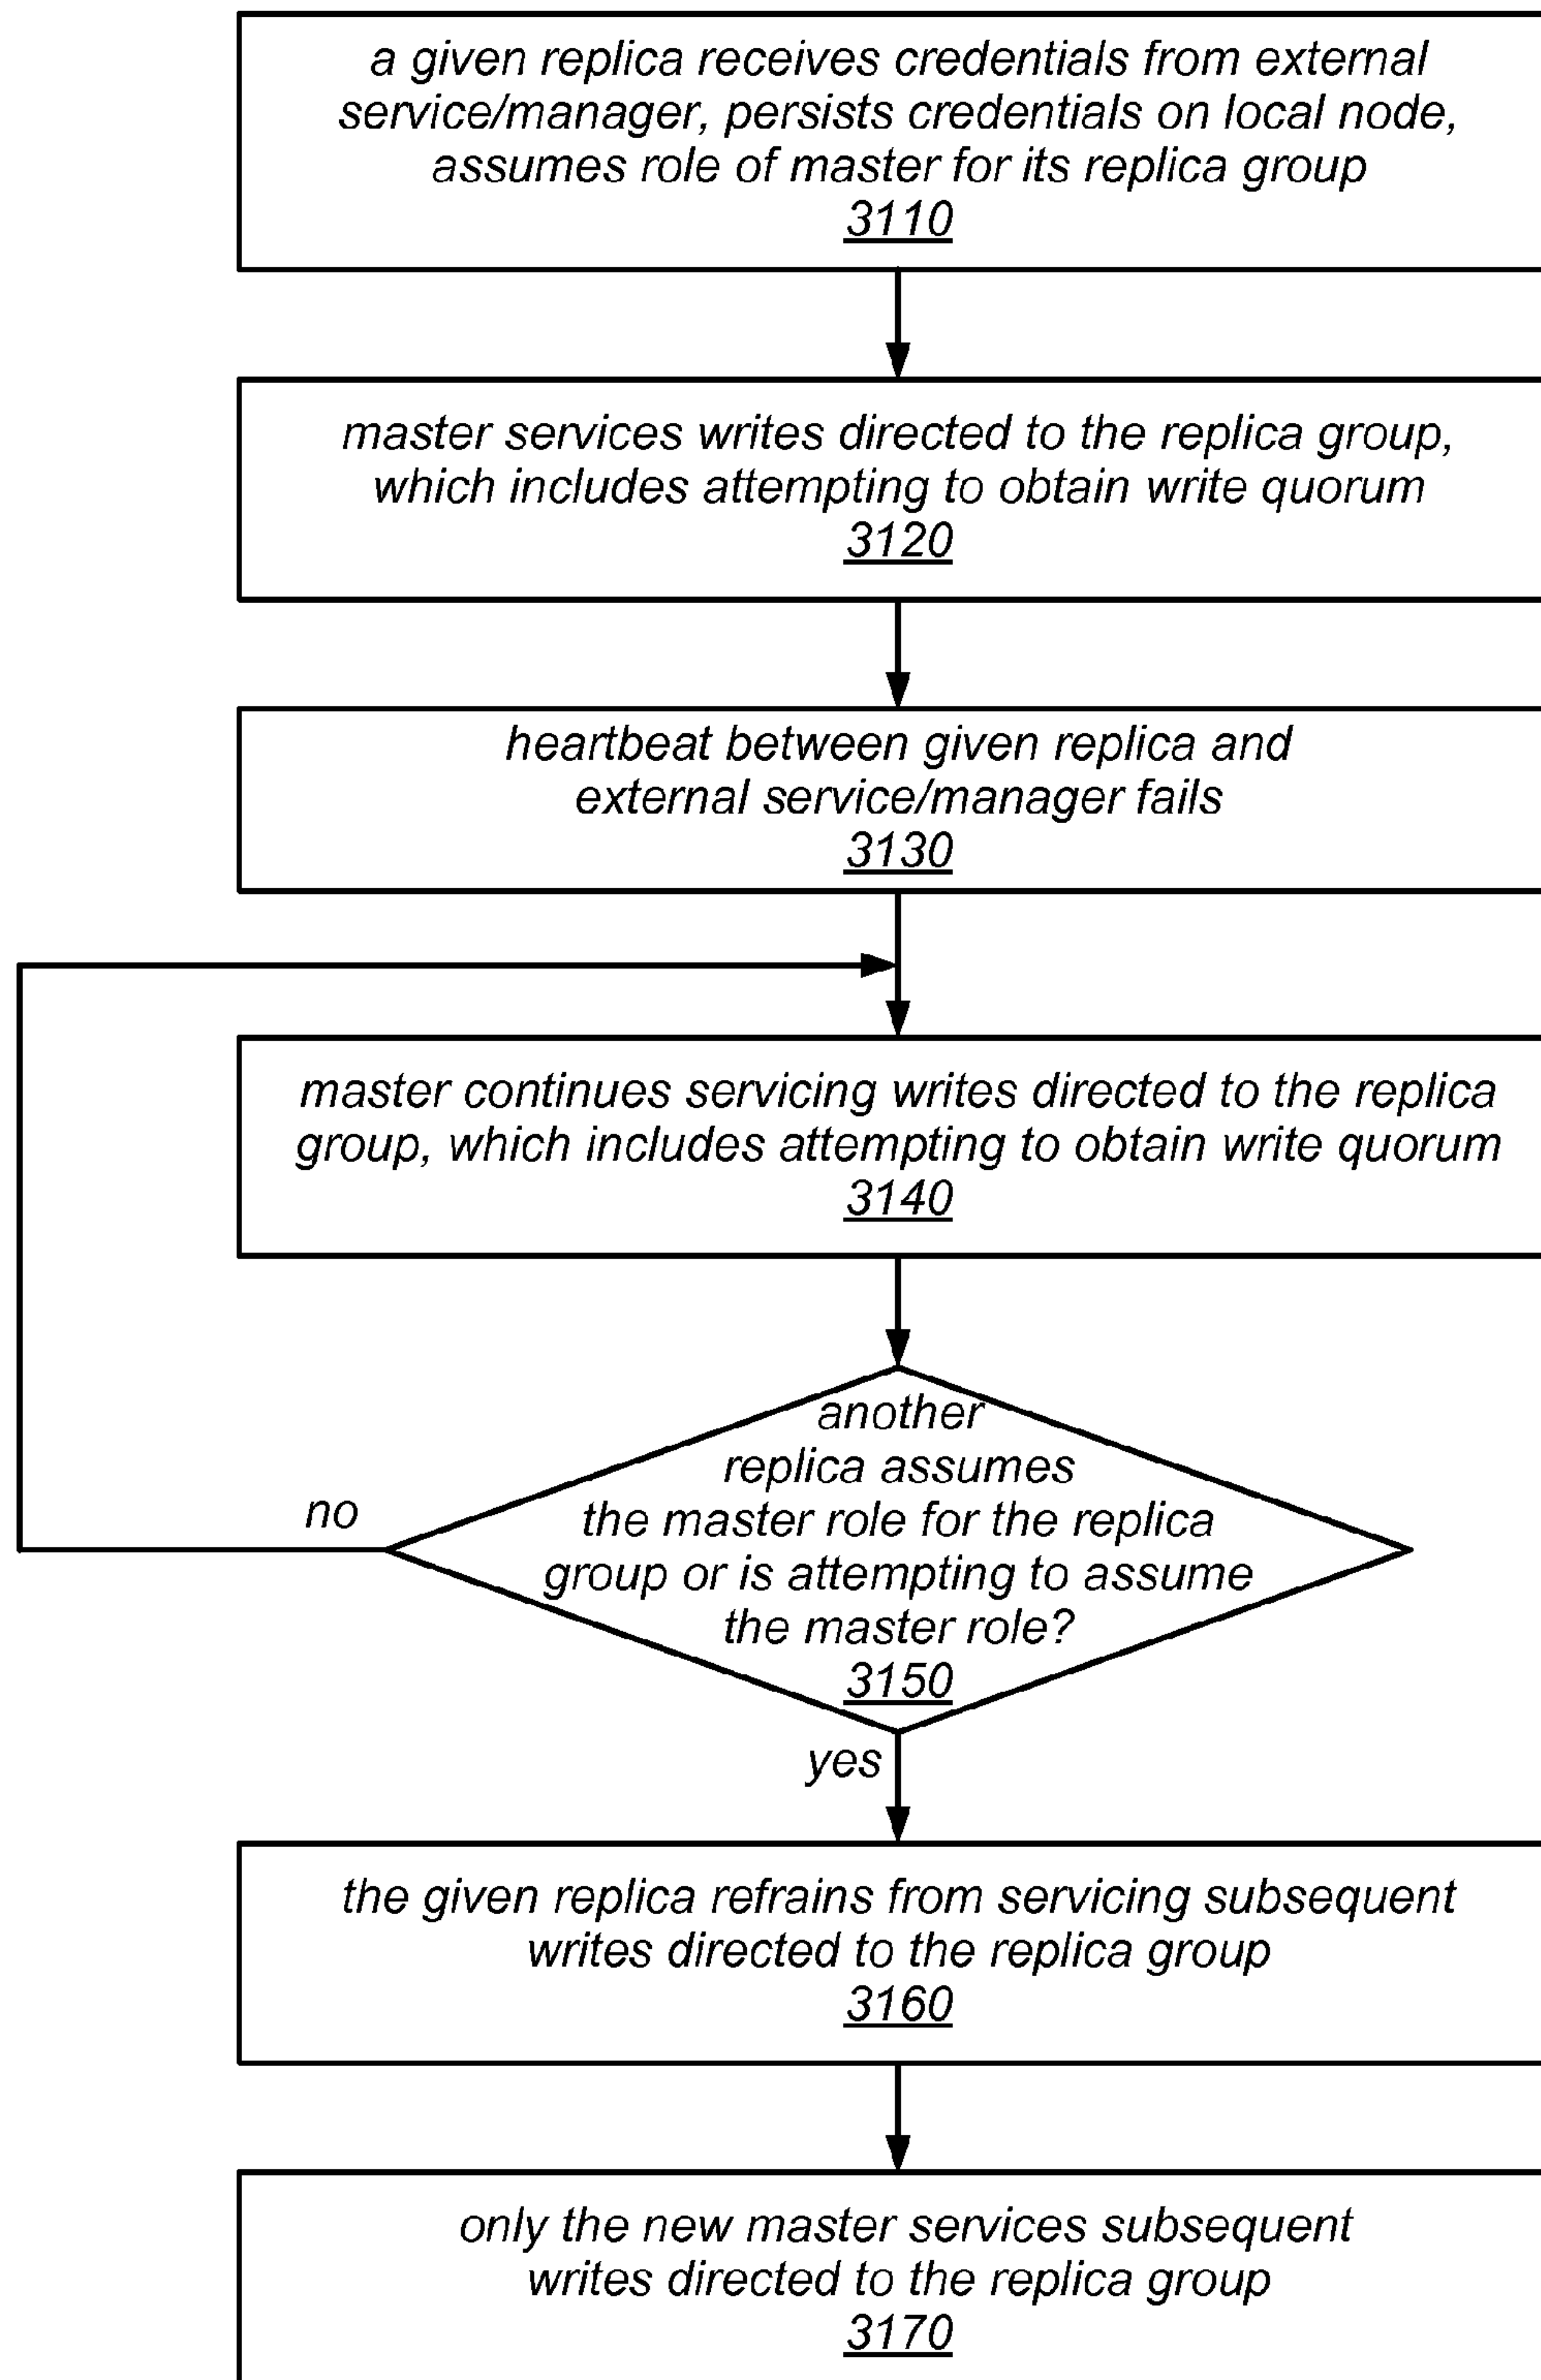 a given replica receives credentials from external
service/manager, persists credentials on local node,
assumes role of master for its replica group
3110
master services writes directed to the replica group,
which includes attempting to obtain write quorum
3120
heartbeat between given replica and
external service/manager fails
3130
master continues servicing writes directed to the replica
group, which includes attempting to obtain write quorum
3140
another
replica assumes
the master role for the replica
group or is attempting to assume
the master role?
3150
no
yes
the given replica refrains from servicing subsequent
writes directed to the replica group
3160
only the new master services subsequent
writes directed to the replica group
3170